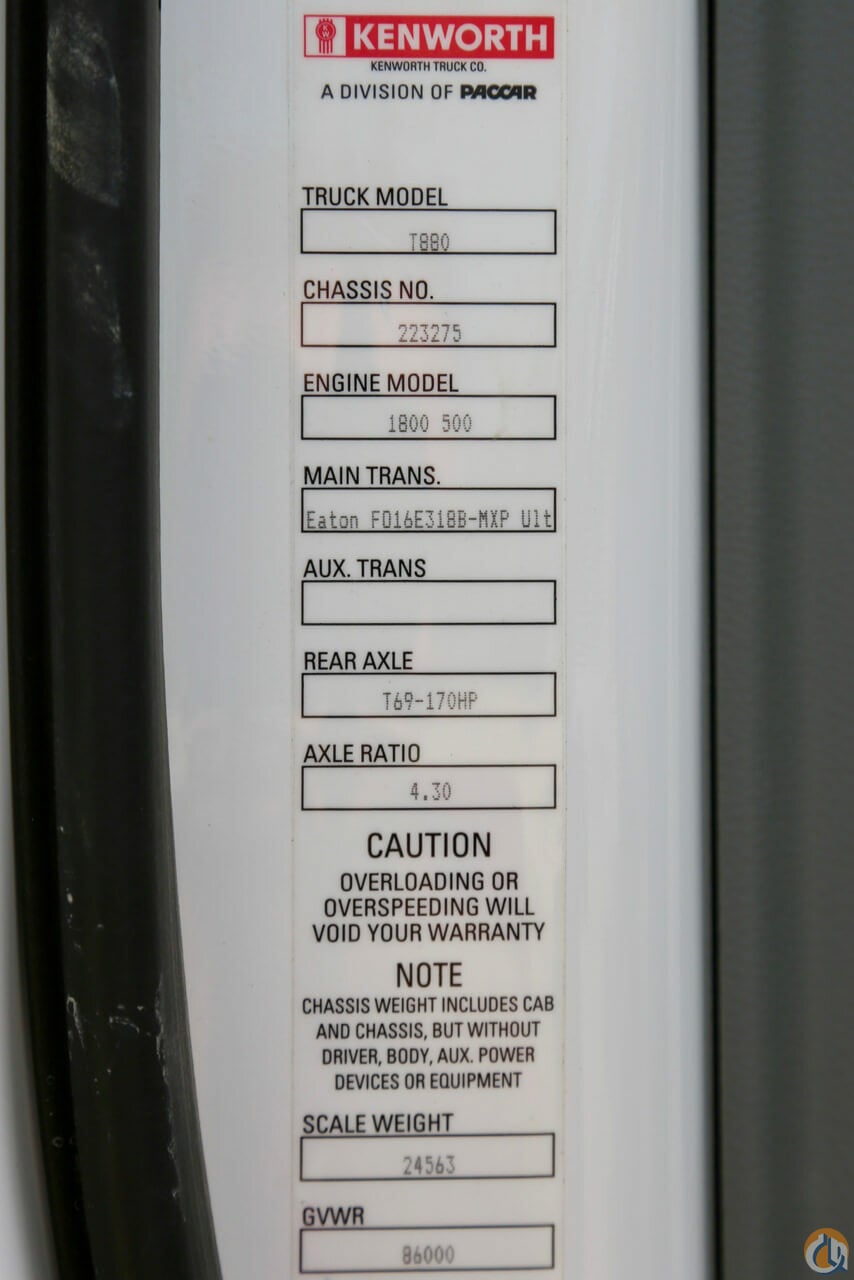 KENWORTH
KENWORTH TRUCK CO.
A DIVISION OF PACCAR
TRUCK MODEL
T880
CHASSIS NO.
223275
ENGINE MODEL
1800 500
MAIN TRANS.
Eaton FO16E318B-MXP Ult
AUX. TRANS
REAR AXLE
T69-170HP
AXLE RATIO
4.30
CAUTION
OVERLOADING OR
OVERSPEEDING WILL
VOID YOUR WARRANTY
NOTE
CHASSIS WEIGHT INCLUDES CAB
AND CHASSIS, BUT WITHOUT
DRIVER, BODY, AUX. POWER
DEVICES OR EQUIPMENT
SCALE WEIGHT
24563
GVWR
86000